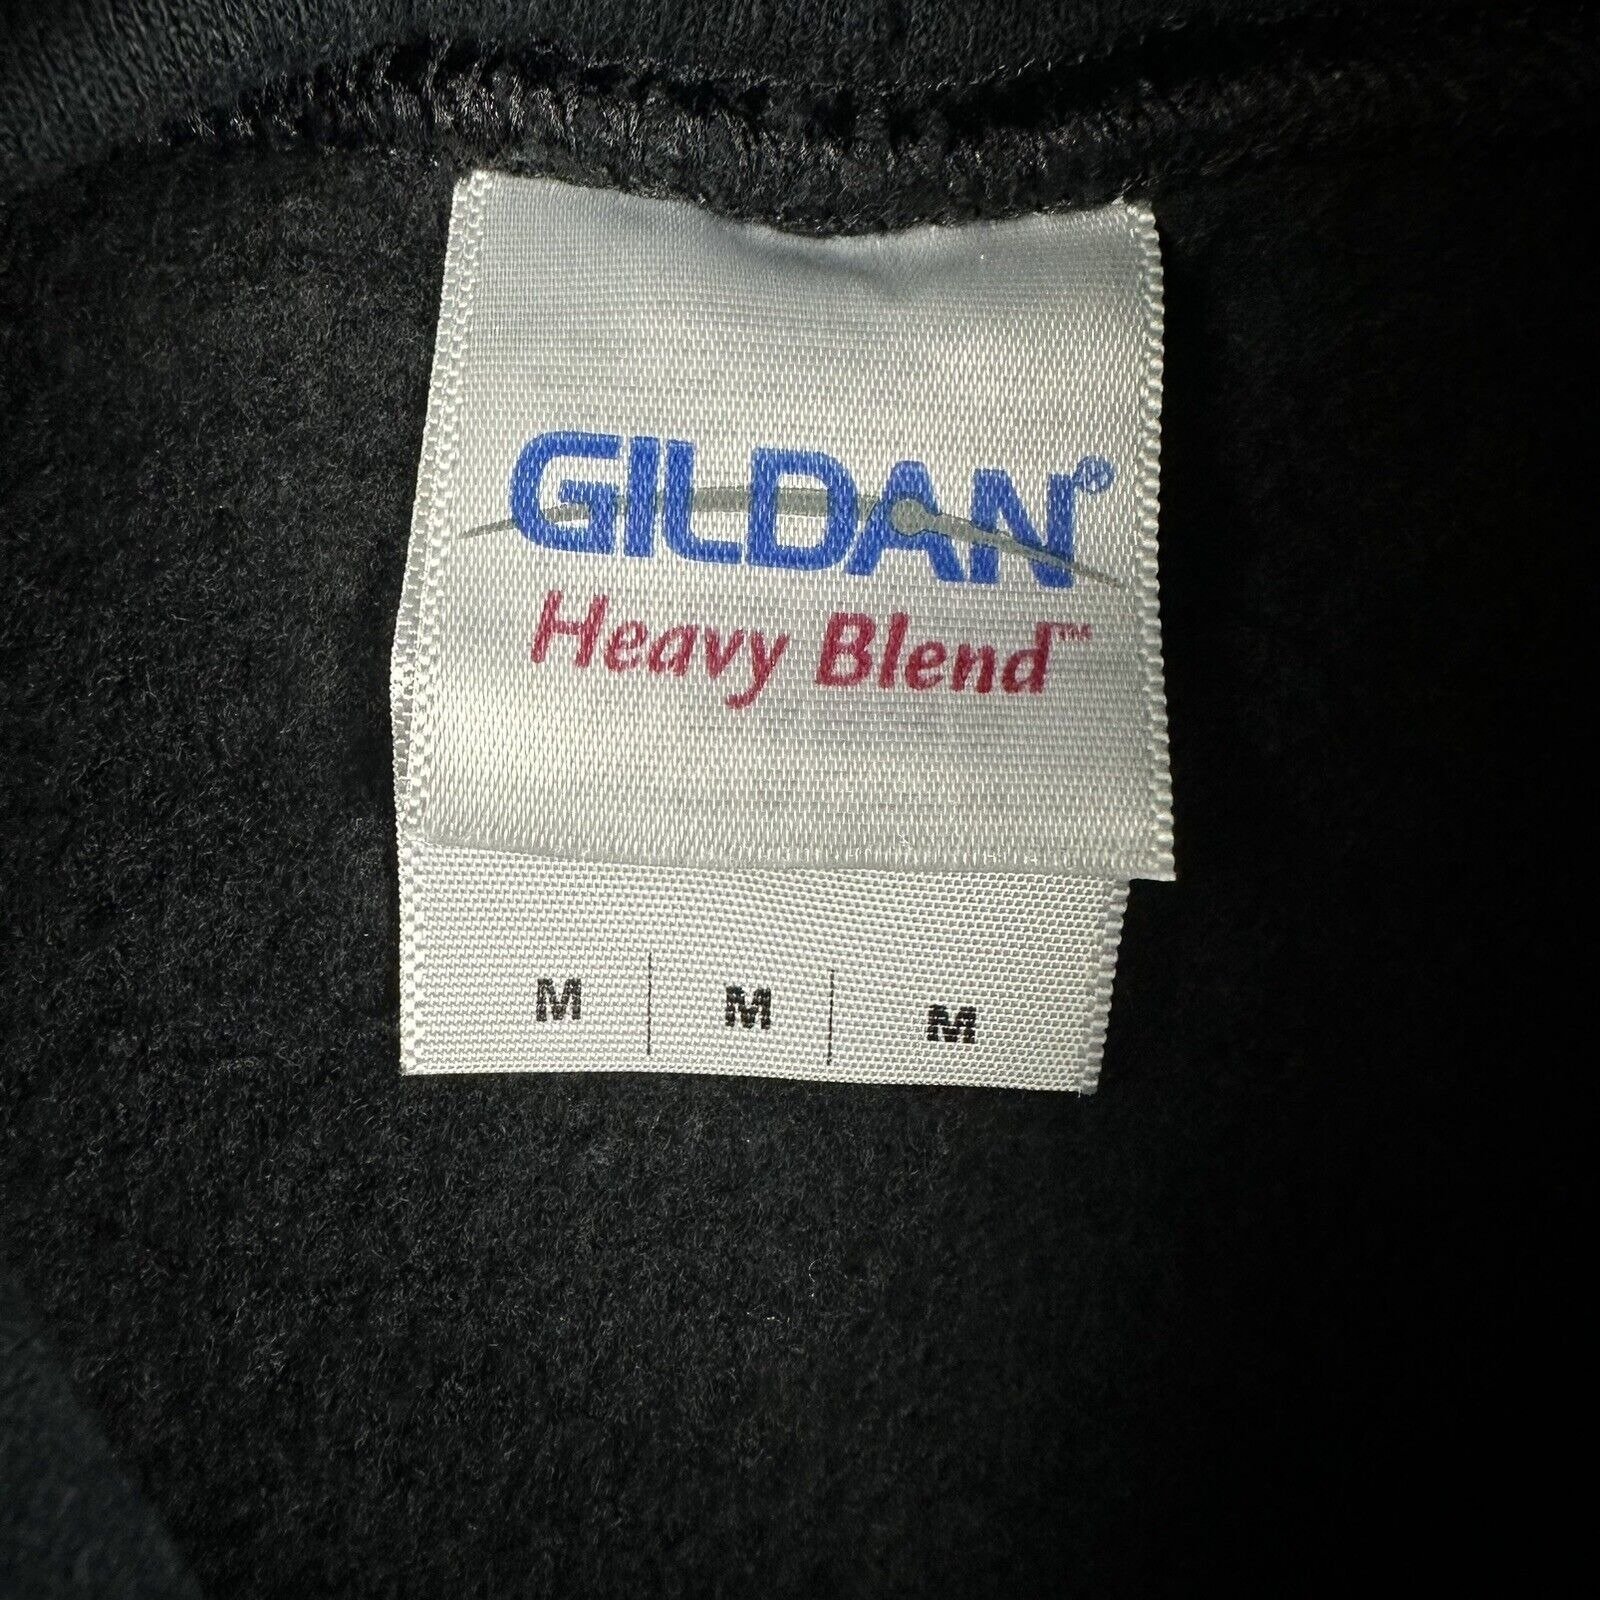 GILDAN®
Heavy Blend™
M | M | M